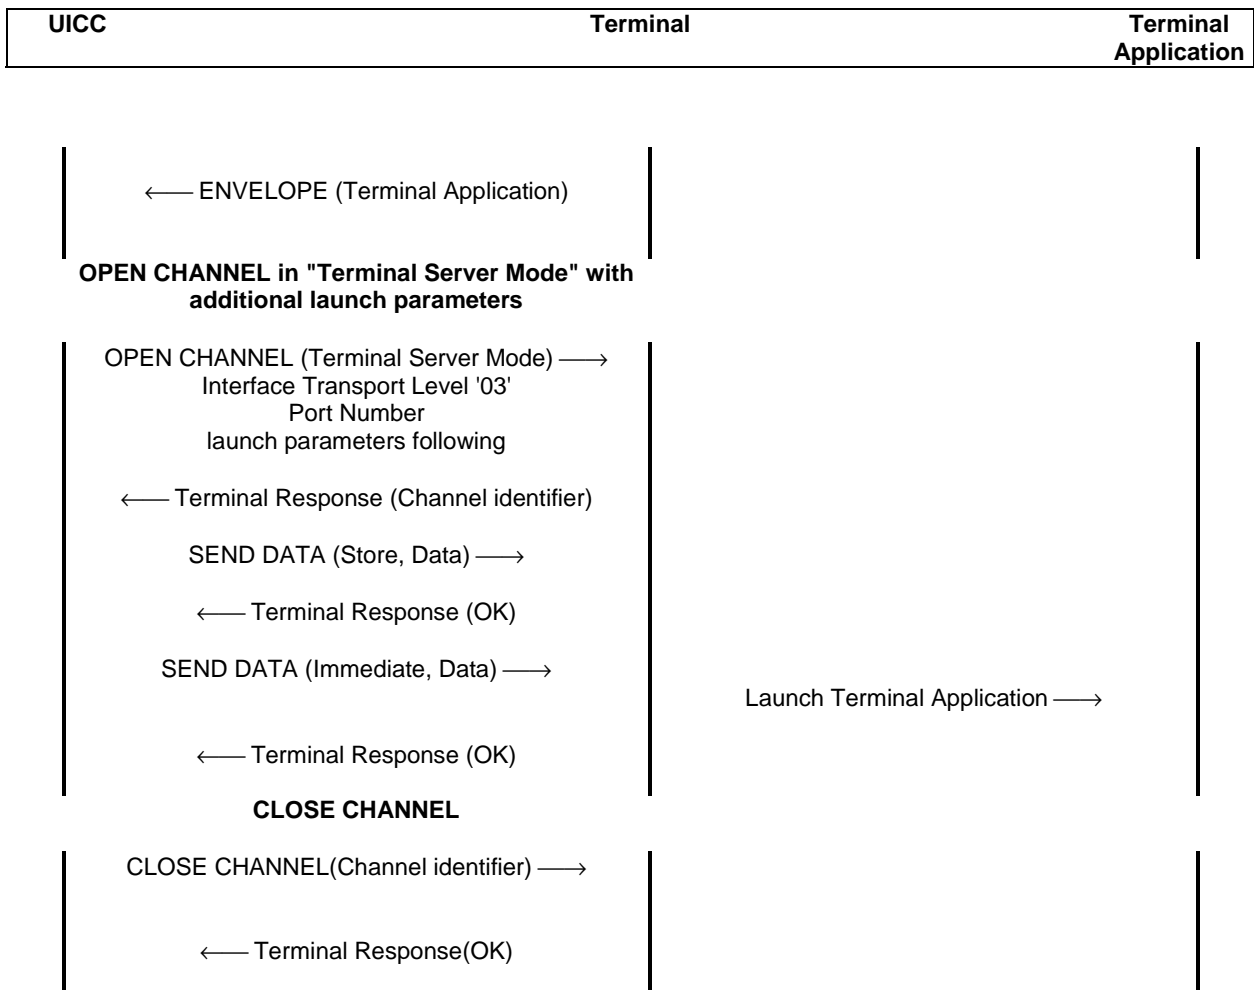 UICC Terminal Terminal
Application
←— ENVELOPE (Terminal Application)
OPEN CHANNEL in "Terminal Server Mode" with
additional launch parameters
OPEN CHANNEL (Terminal Server Mode) —→
Interface Transport Level '03'
Port Number
launch parameters following
←— Terminal Response (Channel identifier)
SEND DATA (Store, Data) —→
←— Terminal Response (OK)
SEND DATA (Immediate, Data) —→
Launch Terminal Application —→
←— Terminal Response (OK)
CLOSE CHANNEL
CLOSE CHANNEL(Channel identifier) —→
←— Terminal Response(OK)